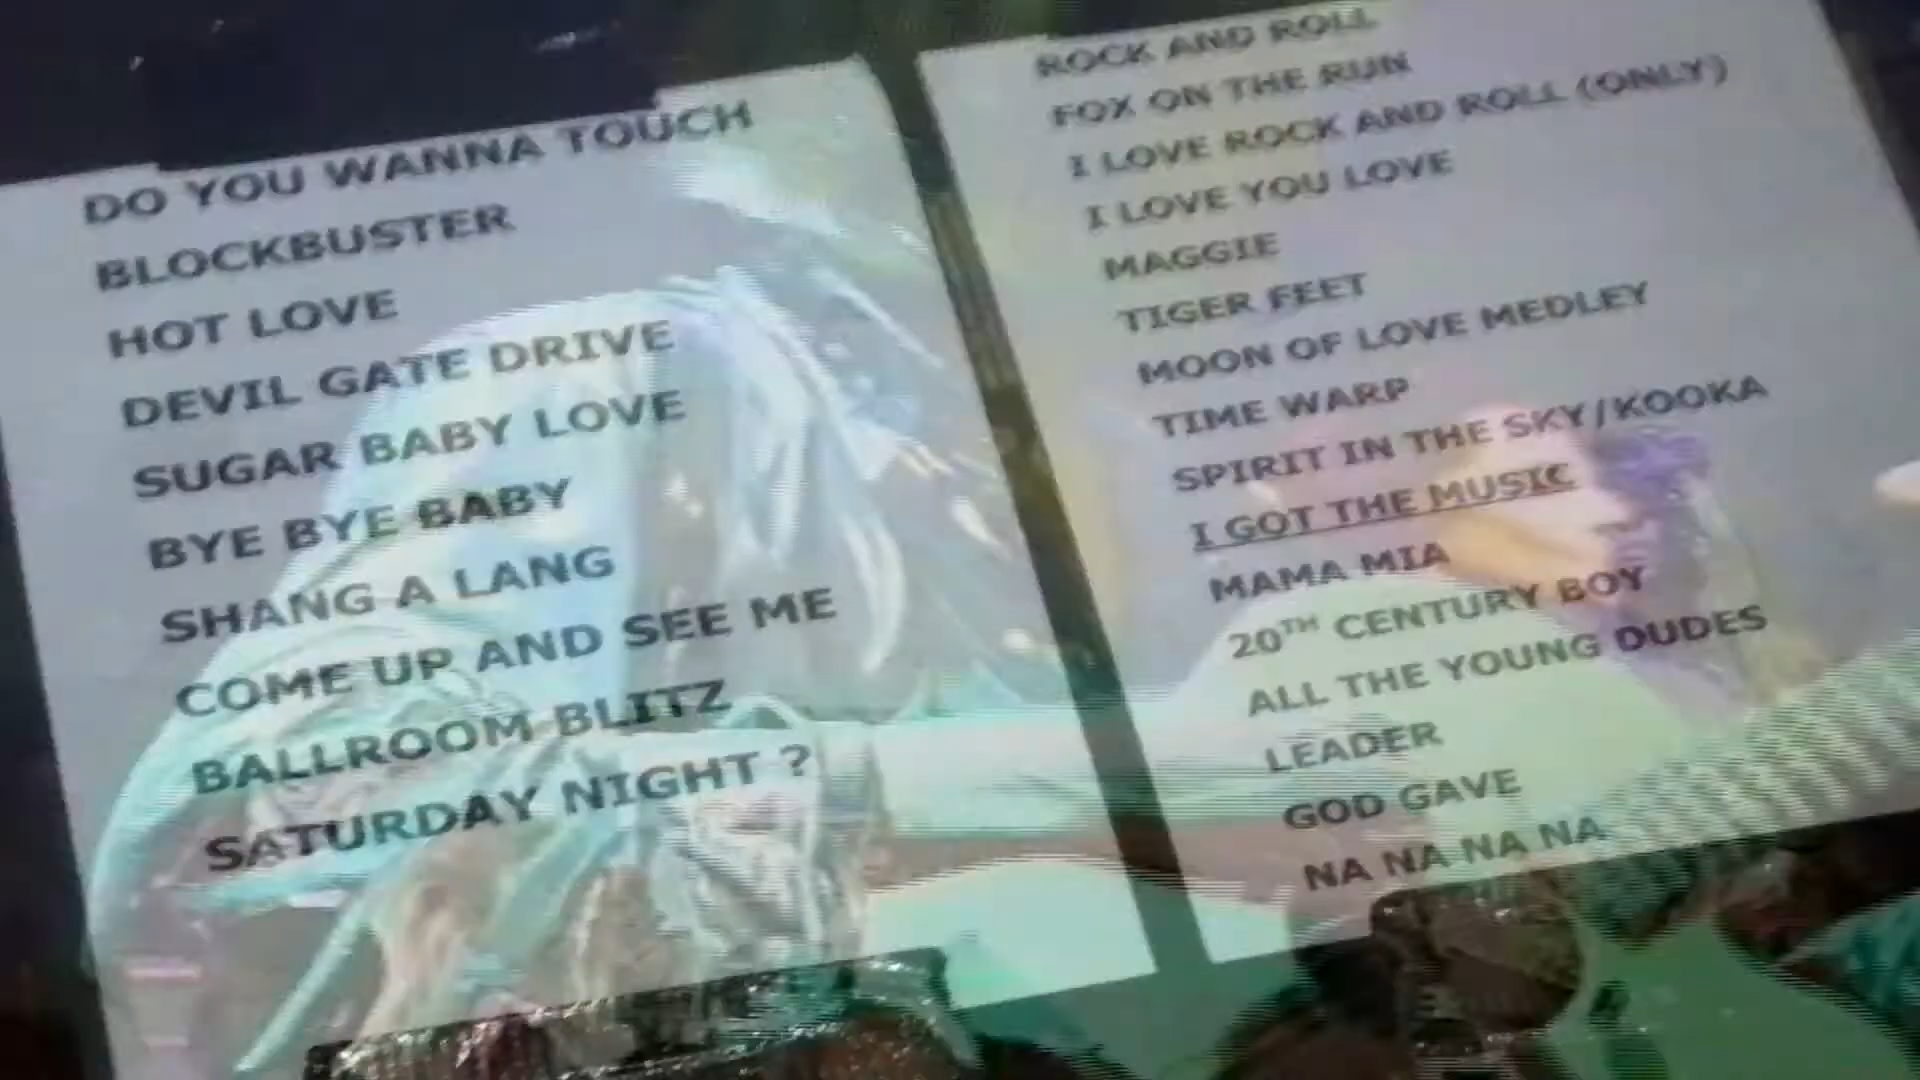 DO YOU WANNA TOUCH
BLOCKBUSTER
HOT LOVE
DEVIL GATE DRIVE
SUGAR BABY LOVE
BYE BYE BABY
SHANG A LANG
COME UP AND SEE ME
BALLROOM BLITZ
SATURDAY NIGHT ?
ROCK AND ROLL
FOX ON THE RUN
I LOVE ROCK AND ROLL (ONLY)
I LOVE YOU LOVE
MAGGIE
TIGER FEET
MOON OF LOVE MEDLEY
TIME WARP
SPIRIT IN THE SKY/KOOKA
I GOT THE MUSIC
MAMA MIA
20TH CENTURY BOY
ALL THE YOUNG DUDES
LEADER
GOD GAVE
NA NA NA NA